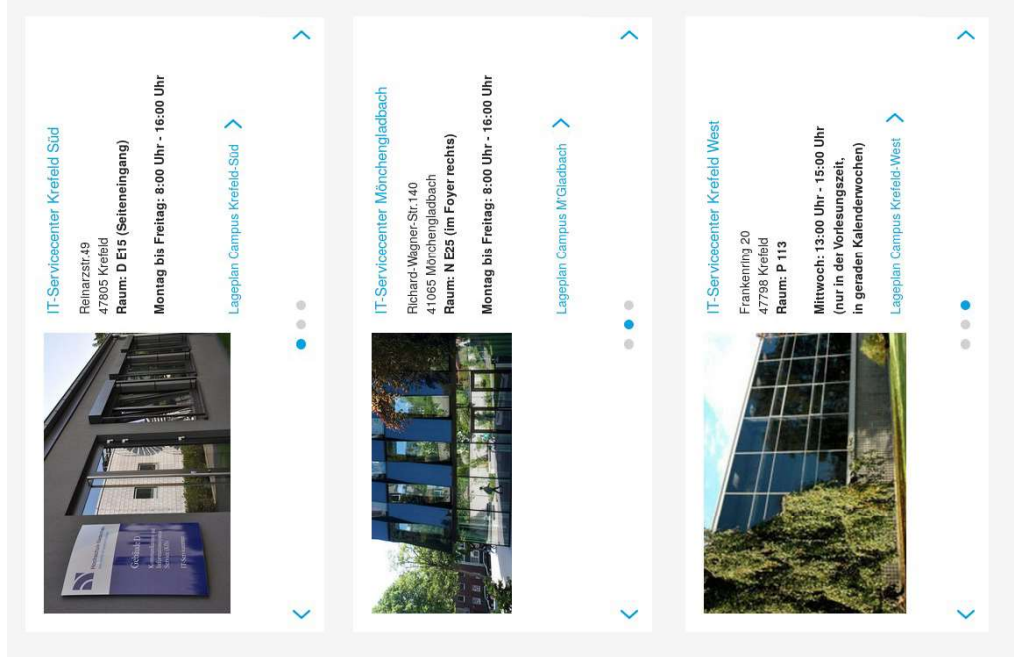 IT-Servicecenter Krefeld Süd
Reinarzstr.49
47805 Krefeld
Raum: D E15 (Seiteneingang)
Montag bis Freitag: 8:00 Uhr - 16:00 Uhr
Lageplan Campus Krefeld-Süd
IT-Servicecenter Mönchengladbach
Richard-Wagner-Str.140
41065 Mönchengladbach
Raum: N E25 (im Foyer rechts)
Montag bis Freitag: 8:00 Uhr - 16:00 Uhr
Lageplan Campus M'Gladbach
IT-Servicecenter Krefeld West
Frankenring 20
47798 Krefeld
Raum: P 113
Mittwoch: 13:00 Uhr - 15:00 Uhr
(nur in der Vorlesungszeit,
in geraden Kalenderwochen)
Lageplan Campus Krefeld-West